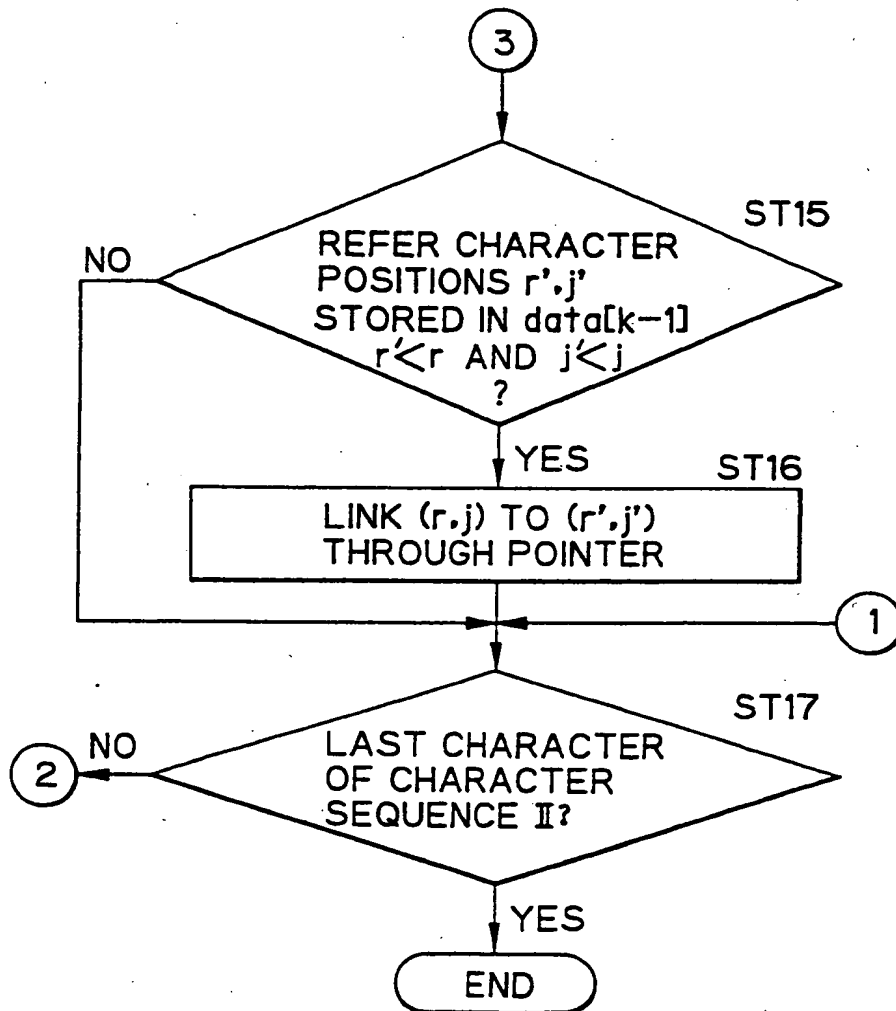 3
ST15
NO
REFER CHARACTER
POSITIONS r',j'
STORED IN data[k-1]
r'<r AND j'<j
?
YES
ST16
LINK (r,j) TO (r',j')
THROUGH POINTER
1
ST17
2
NO
LAST CHARACTER
OF CHARACTER
SEQUENCE II?
YES
END